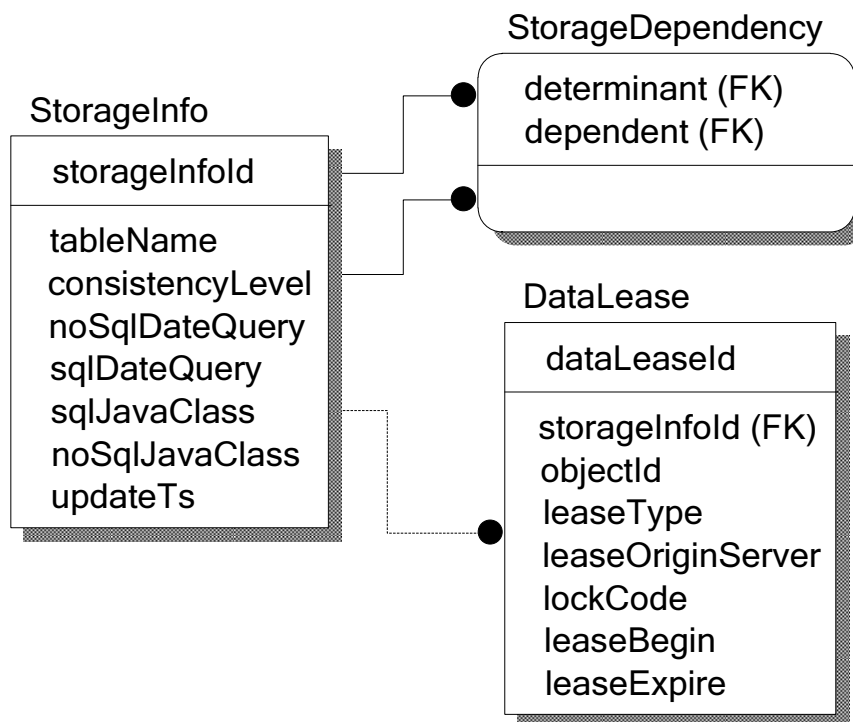 StorageDependency
determinant (FK)
dependent (FK)
StorageInfo
storageInfoId
tableName
consistencyLevel
noSqlDateQuery
sqlDateQuery
sqlJavaClass
noSqlJavaClass
updateTs
DataLease
dataLeaseId
storageInfoId (FK)
objectId
leaseType
leaseOriginServer
lockCode
leaseBegin
leaseExpire